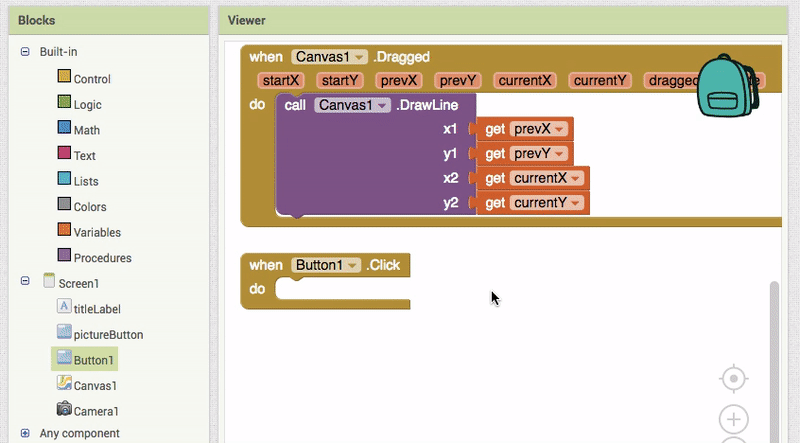 Blocks
Viewer
Built-in
Control
Logic
Math
Text
Lists
Colors
Variables
Procedures
Screen1
A titleLabel
pictureButton
Button1
Canvas1
Camera1
Any component
when Canvas1 .Dragged
startX startY prevX prevY currentX currentY dragged
do call Canvas1 .DrawLine
x1 get prevX
y1 get prevY
x2 get currentX
y2 get currentY
when Button1 .Click
do